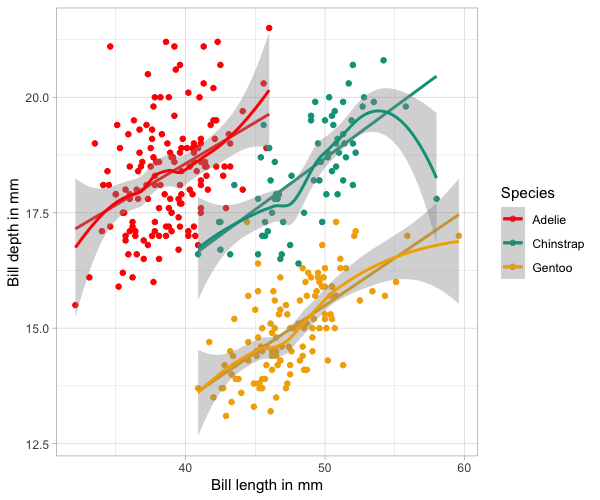 20.0
17.5
15.0
12.5
Bill depth in mm
40
50
60
Bill length in mm
Species
Adelie
Chinstrap
Gentoo